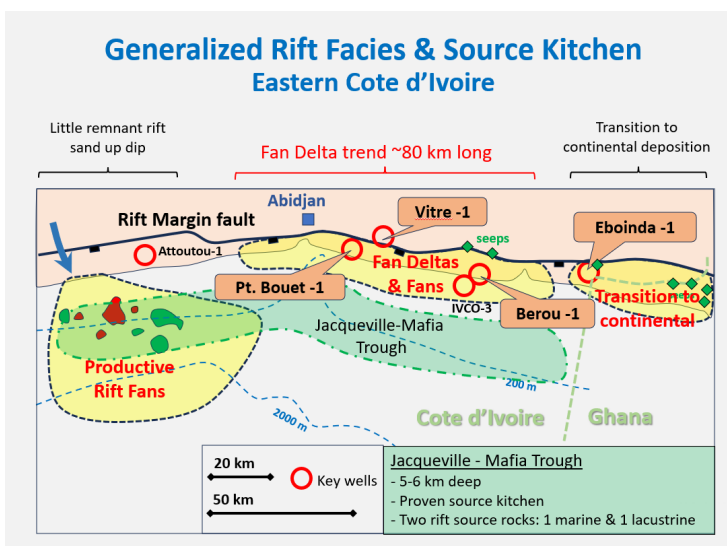 Generalized Rift Facies & Source Kitchen
Eastern Cote d’Ivoire
Little remnant rift
sand up dip
Fan Delta trend ~80 km long
Transition to
continental deposition
Abidjan
Vitre -1
Rift Margin fault
Eboinda -1
seeps
Attoutou-1
Fan Deltas
& Fans
Pt. Bouet -1
Transition to
continental
IVCO-3
Berou -1
Jacqueville-Mafia
Trough
Productive
Rift Fans
200 m
2000 m
Cote d’Ivoire
Ghana
20 km
Key wells
50 km
Jacqueville - Mafia Trough
- 5-6 km deep
- Proven source kitchen
- Two rift source rocks: 1 marine & 1 lacustrine